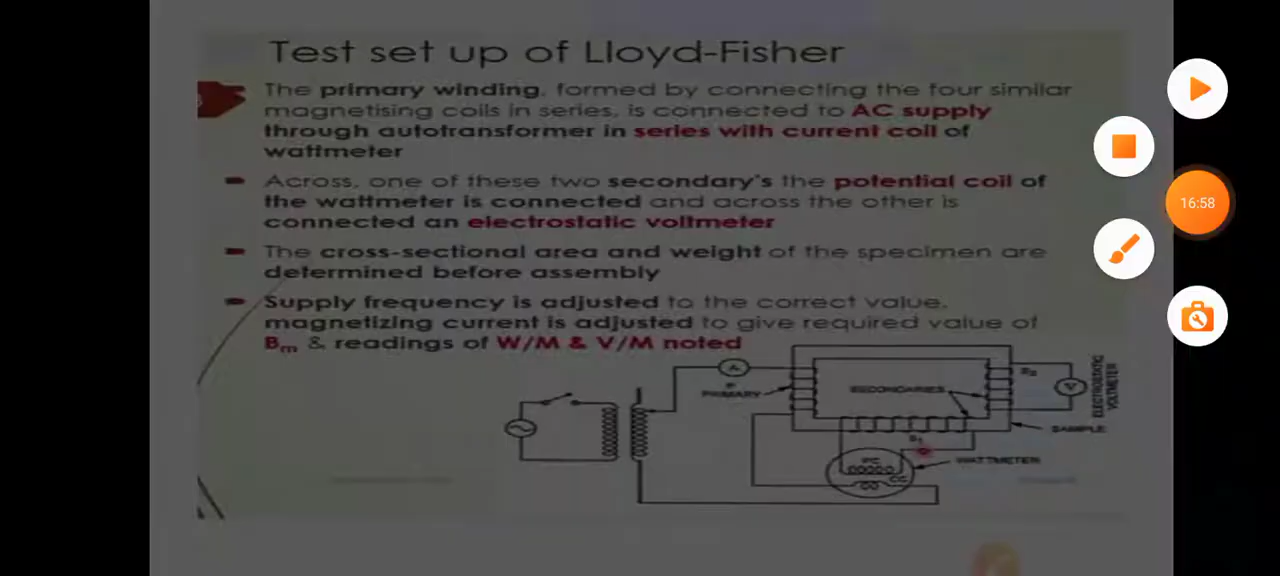 Test set up of Lloyd-Fisher
The primary winding, formed by connecting the four similar
magnetising coils in series, is connected to AC supply
through autotransformer in series with current coil of
wattmeter
Across, one of these two secondary's the potential coil of
the wattmeter is connected and across the other is
connected an electrostatic voltmeter
The cross-sectional area and weight of the specimen are
determined before assembly
Supply frequency is adjusted to the correct value,
magnetizing current is adjusted to give required value of
Bm & readings of W/M & V/M noted
A
P
PRIMARY
SECONDARIES
S2
V
ELECTROSTATIC
VOLTMETER
SAMPLE
S1
PC
CC
WATTMETER
16:58